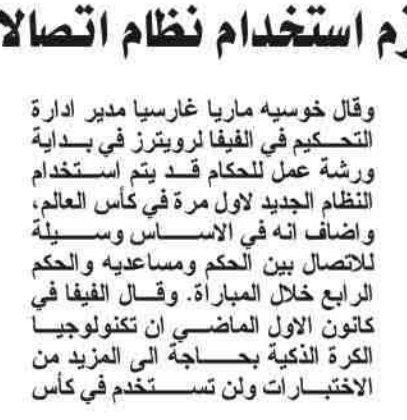 استخدام نظام
وقال خوسيه ماريا غارسيا مدير ادارة
التحكيم في الفيفا لرويترز في بداية
ورشة عمل للحكام قد يتم استخدام
النظام الجديد لاول مرة في كأس العالم،
واضاف انه في الاساس وسيلة
للاتصال بين الحكم ومساعديه والحكم
الرابع خلال المباراة. وقال الفيفا في
كانون الاول الماضي ان تكنولوجيا
الكرة الذكية بحاجة الى المزيد من
الاختبارات ولن تستخدم في كأس